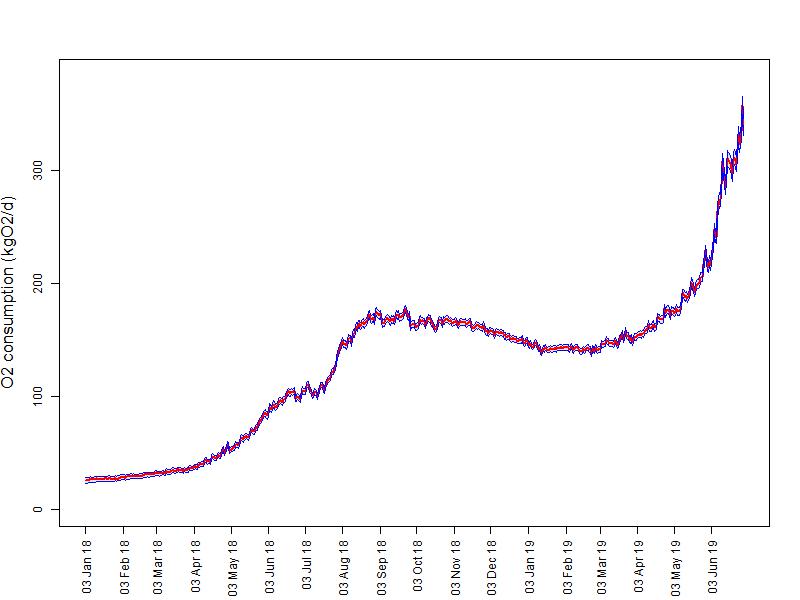 O2 consumption (kgO2/d)
300
200
100
0
03 Jan 18
03 Feb 18
03 Mar 18
03 Apr 18
03 May 18
03 Jun 18
03 Jul 18
03 Aug 18
03 Sep 18
03 Oct 18
03 Nov 18
03 Dec 18
03 Jan 19
03 Feb 19
03 Mar 19
03 Apr 19
03 May 19
03 Jun 19